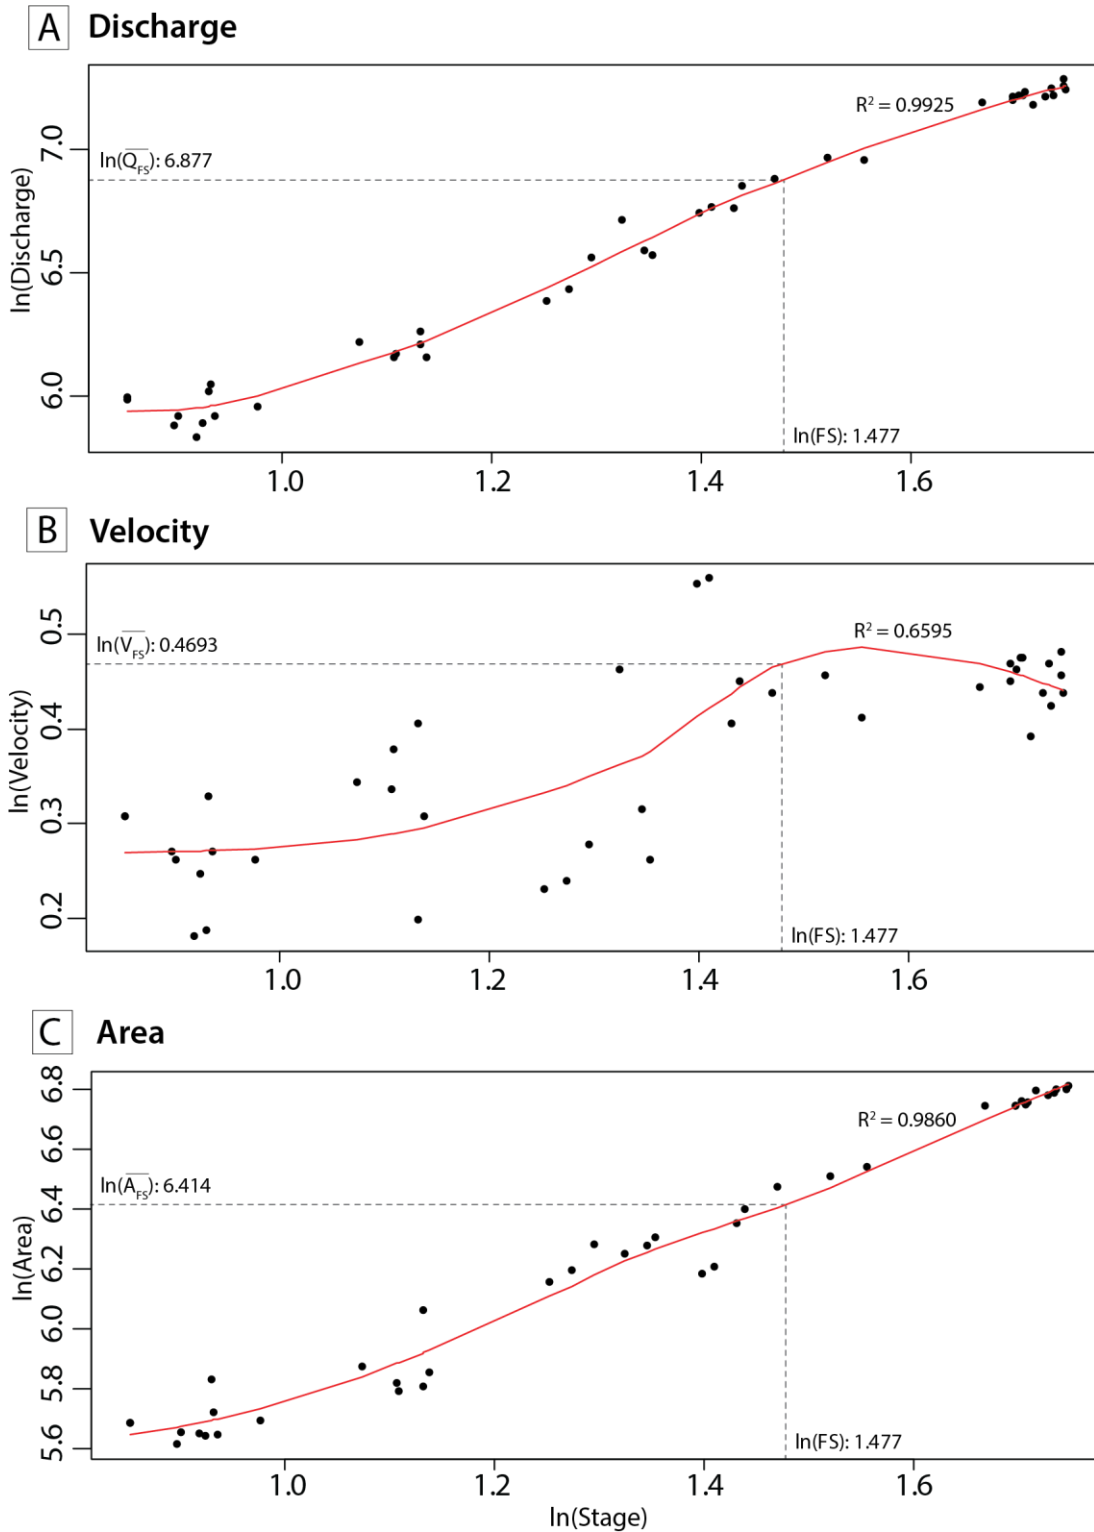 A Discharge
R² = 0.9925
ln(Q̅FS): 6.877
ln(FS): 1.477
ln(Discharge)
7.0
6.5
6.0
1.0 1.2 1.4 1.6
B Velocity
R² = 0.6595
ln(V̅FS): 0.4693
ln(FS): 1.477
ln(Velocity)
0.5
0.4
0.3
0.2
1.0 1.2 1.4 1.6
C Area
R² = 0.9860
ln(A̅FS): 6.414
ln(FS): 1.477
ln(Area)
6.8
6.6
6.4
6.2
6.0
5.8
5.6
1.0 1.2 1.4 1.6
ln(Stage)